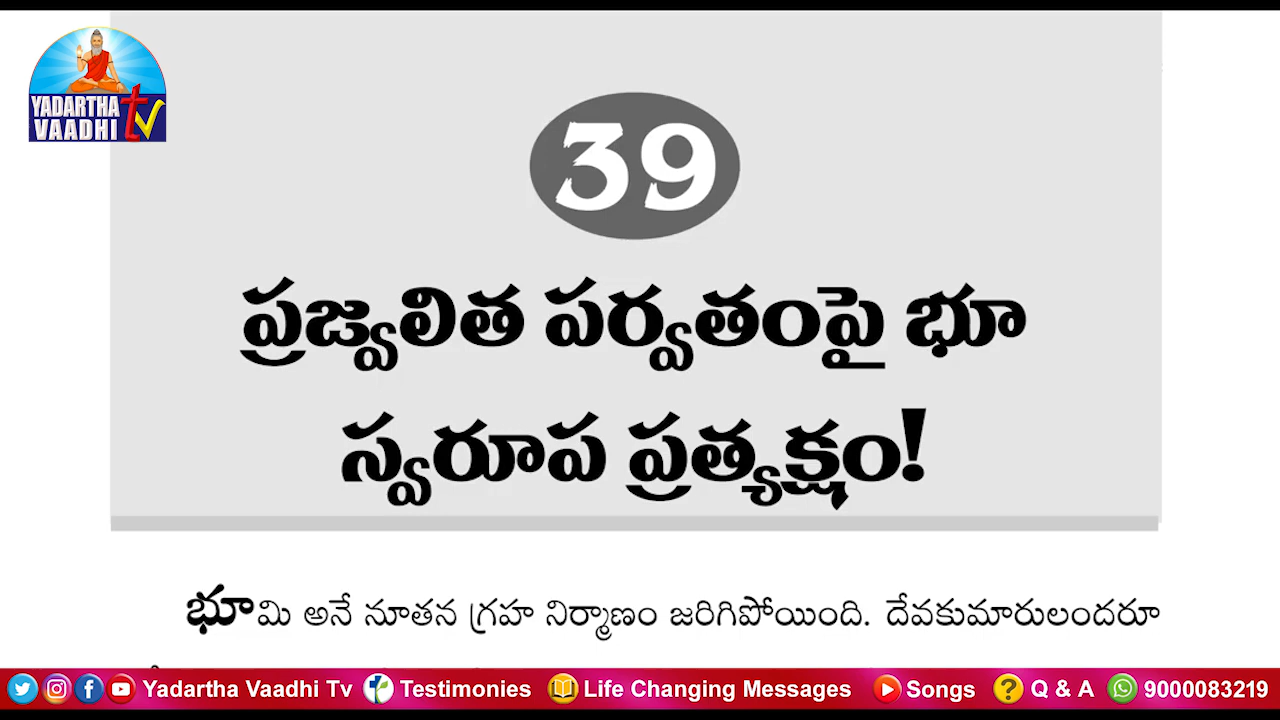 YADARTHA
VAADHI tv
39
ప్రజ్వలిత పర్వతంపై భూ
స్వరూప ప్రత్యక్షం!
భూమి అనే నూతన గ్రహ నిర్మాణం జరిగిపోయింది. దేవకుమారులందరూ
Yadartha Vaadhi Tv Testimonies Life Changing Messages Songs ? Q & A 9000083219